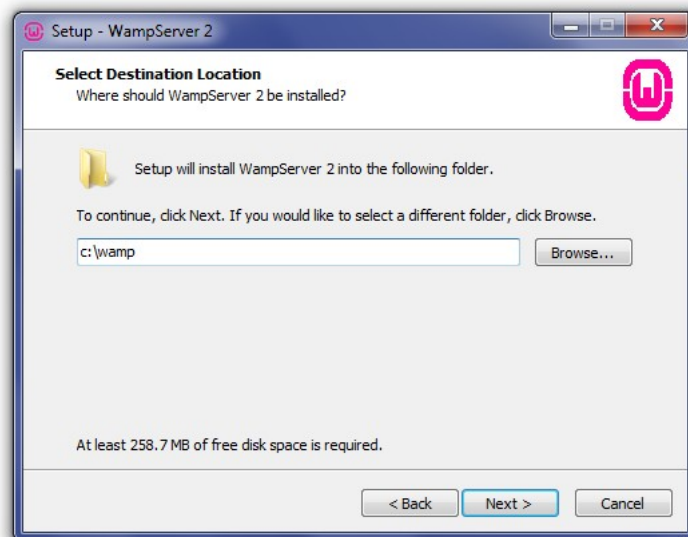 Setup - WampServer 2
Select Destination Location
Where should WampServer 2 be installed?
Setup will install WampServer 2 into the following folder.
To continue, click Next. If you would like to select a different folder, click Browse.
c:\wamp
Browse...
At least 258.7 MB of free disk space is required.
< Back
Next >
Cancel